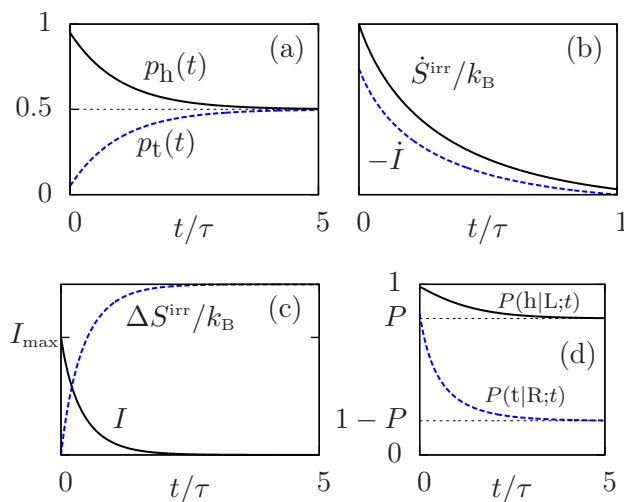 1
(a)
p_h(t)
0.5
p_t(t)
0
0
5
t/τ
(b)
Ṡ^irr/k_B
−İ
0
1
t/τ
(c)
ΔS^irr/k_B
I_max
I
0
5
t/τ
1
P(h|L;t)
P
(d)
P(t|R;t)
1 − P
0
0
5
t/τ